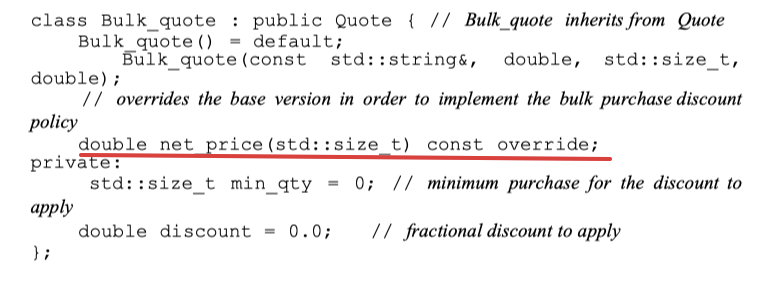 class Bulk_quote : public Quote { // Bulk_quote inherits from Quote
Bulk_quote() = default;
Bulk_quote(const std::string&, double, std::size_t,
double);
// overrides the base version in order to implement the bulk purchase discount
policy
double net_price(std::size_t) const override;
private:
std::size_t min_qty = 0; // minimum purchase for the discount to
apply
double discount = 0.0; // fractional discount to apply
};